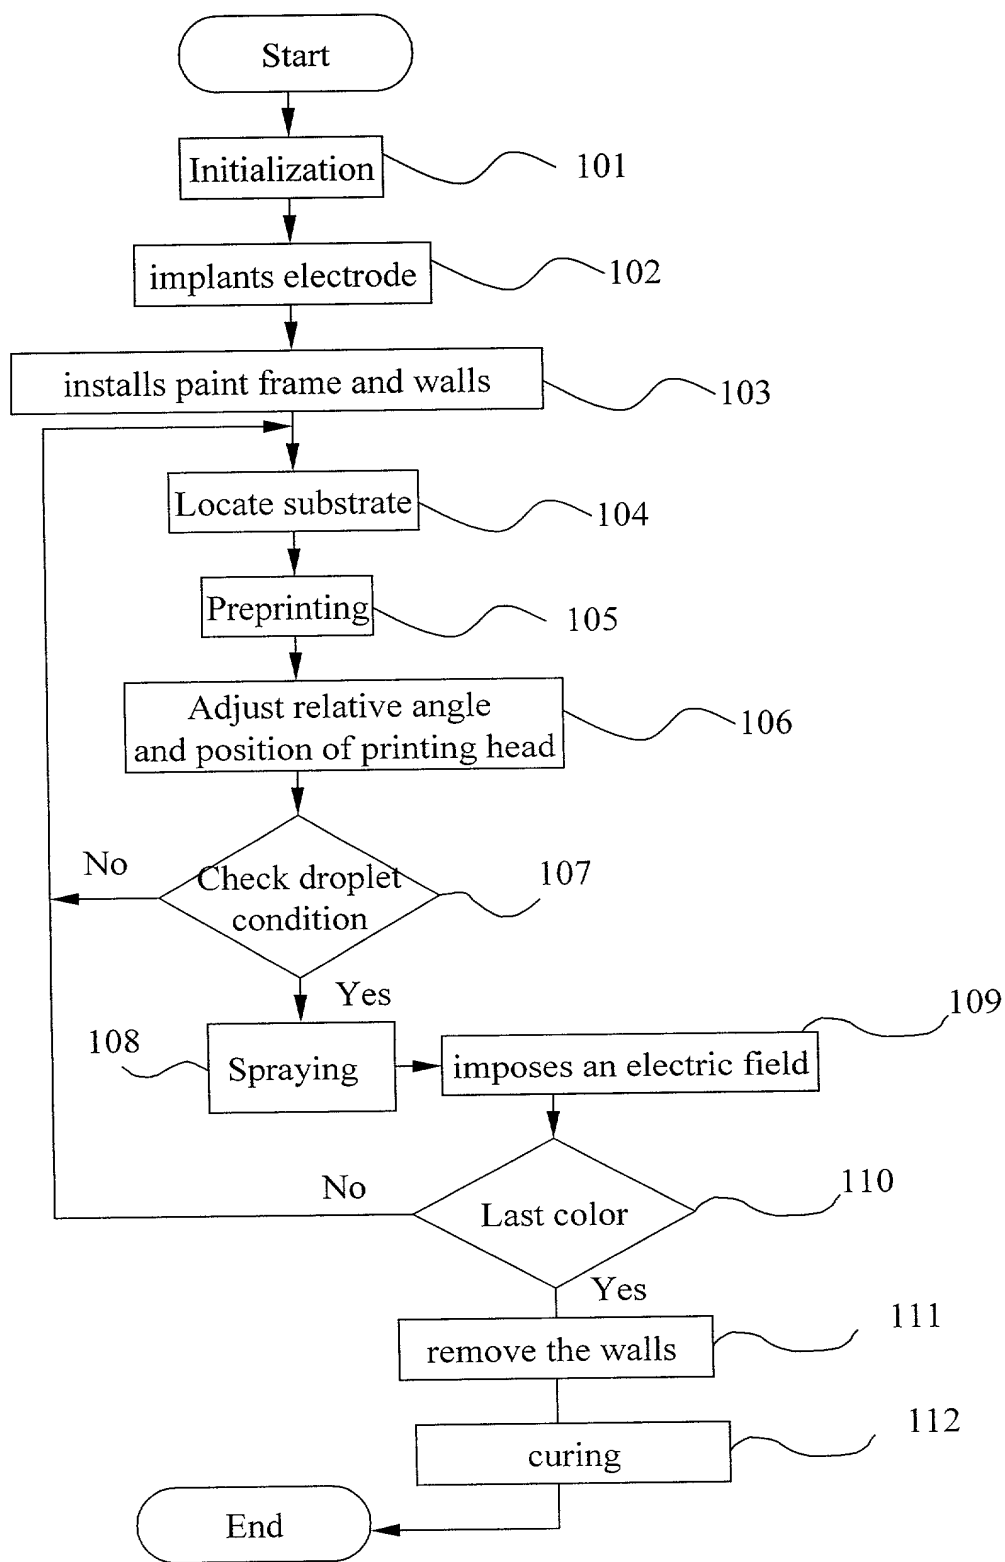 Start
Initialization
101
implants electrode
102
installs paint frame and walls
103
Locate substrate
104
Preprinting
105
Adjust relative angle
and position of printing head
106
No
Check droplet
condition
107
Yes
108
Spraying
imposes an electric field
109
No
Last color
110
Yes
remove the walls
111
curing
112
End